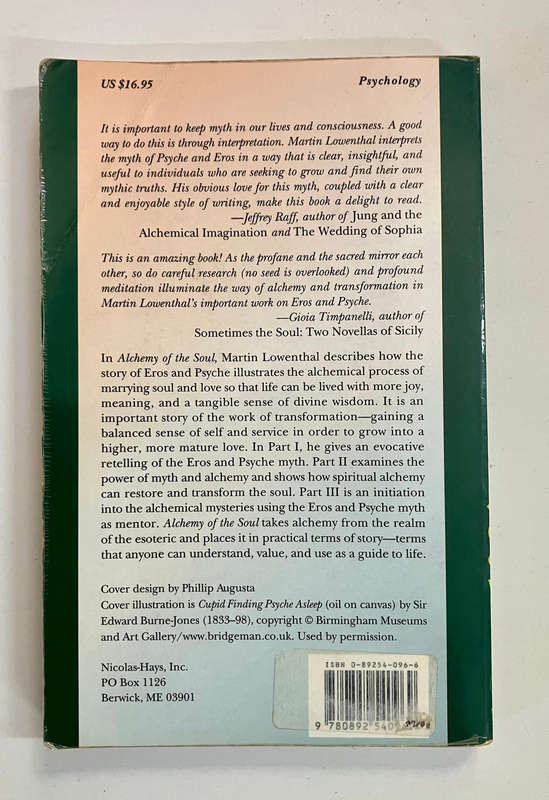 US $16.95
Psychology
It is important to keep myth in our lives and consciousness. A good
way to do this is through interpretation. Martin Lowenthal interprets
the myth of Psyche and Eros in a way that is clear, insightful, and
useful to individuals who are seeking to grow and find their own
mythic truths. His obvious love for this myth, coupled with a clear
and enjoyable style of writing, make this book a delight to read.
—Jeffrey Raff, author of Jung and the
Alchemical Imagination and The Wedding of Sophia
This is an amazing book! As the profane and the sacred mirror each
other, so do careful research (no seed is overlooked) and profound
meditation illuminate the way of alchemy and transformation in
Martin Lowenthal's important work on Eros and Psyche.
—Gioia Timpanelli, author of
Sometimes the Soul: Two Novellas of Sicily
In Alchemy of the Soul, Martin Lowenthal describes how the
story of Eros and Psyche illustrates the alchemical process of
marrying soul and love so that life can be lived with more joy,
meaning, and a tangible sense of divine wisdom. It is an
important story of the work of transformation—gaining a
balanced sense of self and service in order to grow into a
higher, more mature love. In Part I, he gives an evocative
retelling of the Eros and Psyche myth. Part II examines the
power of myth and alchemy and shows how spiritual alchemy
can restore and transform the soul. Part III is an initiation
into the alchemical mysteries using the Eros and Psyche myth
as mentor. Alchemy of the Soul takes alchemy from the realm
of the esoteric and places it in practical terms of story—terms
that anyone can understand, value, and use as a guide to life.
Cover design by Phillip Augusta
Cover illustration is Cupid Finding Psyche Asleep (oil on canvas) by Sir
Edward Burne-Jones (1833–98), copyright © Birmingham Museums
and Art Gallery/www.bridgeman.co.uk. Used by permission.
Nicolas-Hays, Inc.
PO Box 1126
Berwick, ME 03901
ISBN 0-89254-096-6
9 780892 540